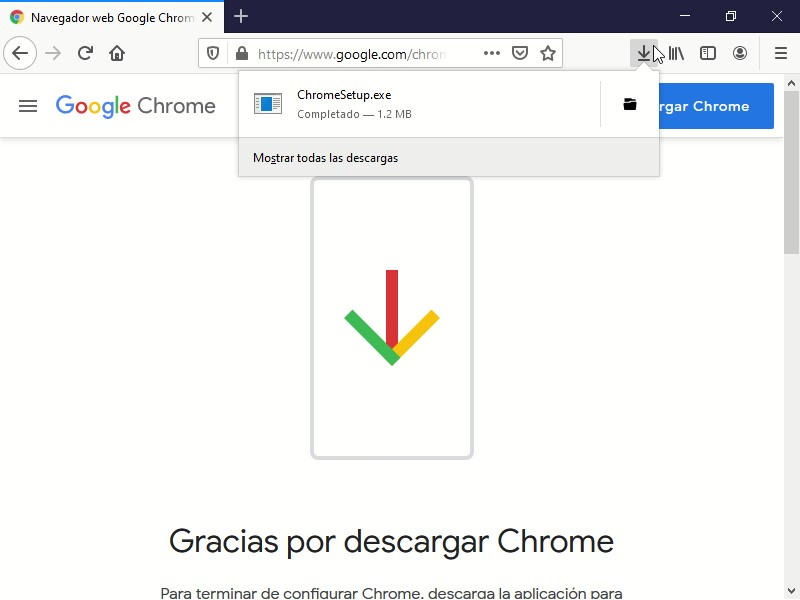 Navegador web Google Chrom
https://www.google.com/chro
ChromeSetup.exe
Completado — 1.2 MB
Mostrar todas las descargas
Google Chrome
rgar Chrome
Gracias por descargar Chrome
Para terminar de configurar Chrome, descarga la aplicación para